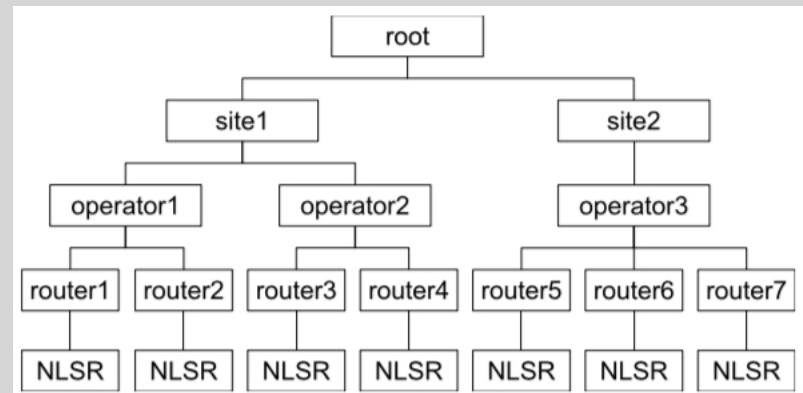 root
site1 site2
operator1 operator2 operator3
router1 router2 router3 router4 router5 router6 router7
NLSR NLSR NLSR NLSR NLSR NLSR NLSR